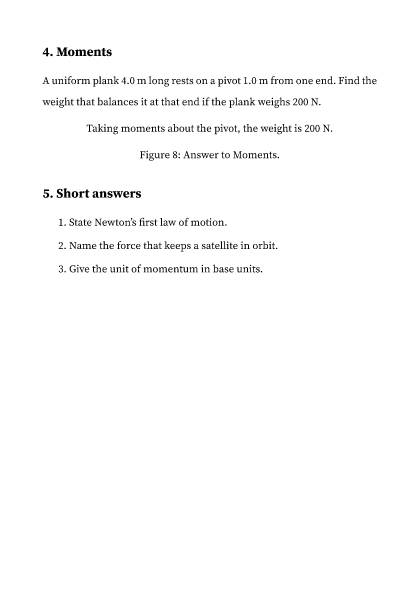 4. Moments
A uniform plank 4.0 m long rests on a pivot 1.0 m from one end. Find the
weight that balances it at that end if the plank weighs 200 N.
Taking moments about the pivot, the weight is 200 N.
Figure 8: Answer to Moments.
5. Short answers
1. State Newton’s first law of motion.
2. Name the force that keeps a satellite in orbit.
3. Give the unit of momentum in base units.